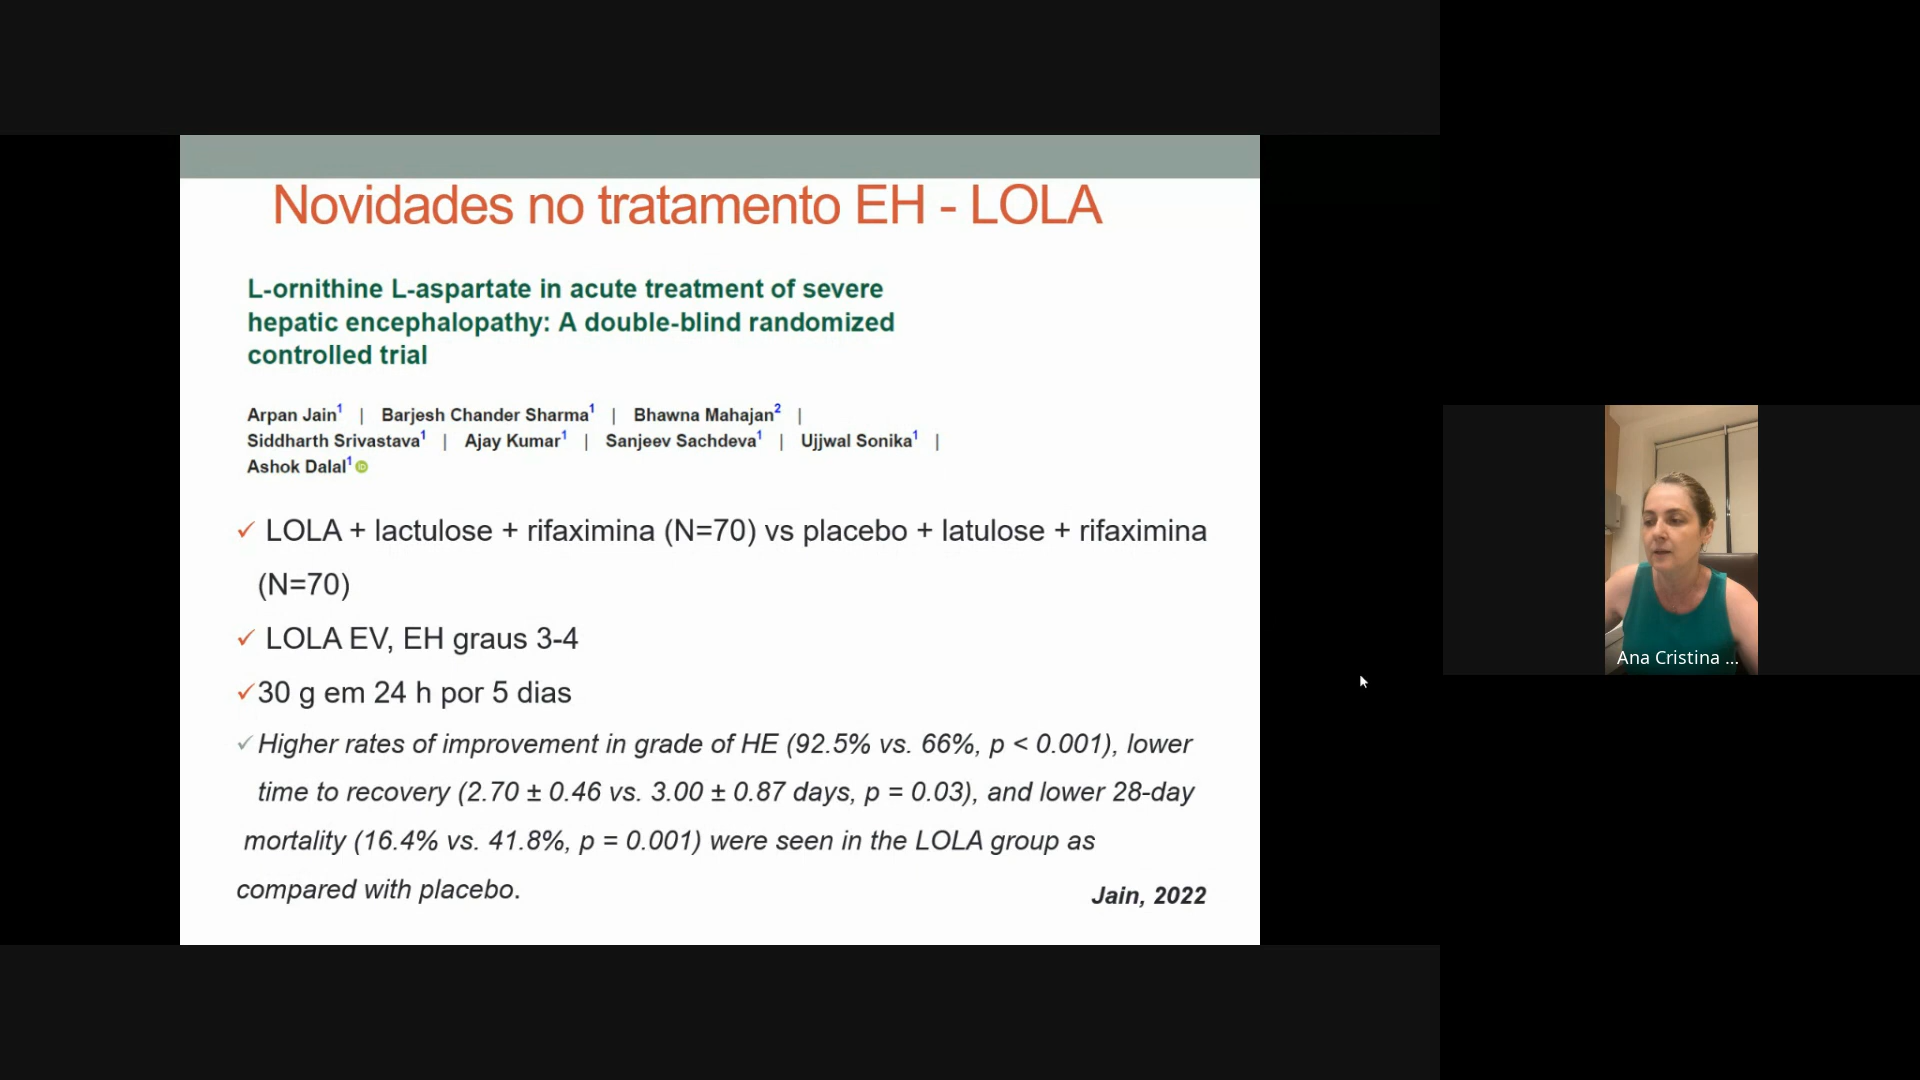 Novidades no tratamento EH - LOLA
L-ornithine L-aspartate in acute treatment of severe
hepatic encephalopathy: A double-blind randomized
controlled trial
Arpan Jain1 | Barjesh Chander Sharma1 | Bhawna Mahajan2 |
Siddharth Srivastava1 | Ajay Kumar1 | Sanjeev Sachdeva1 | Ujjwal Sonika1 |
Ashok Dalal1 iD
✓ LOLA + lactulose + rifaximina (N=70) vs placebo + latulose + rifaximina
(N=70)
✓ LOLA EV, EH graus 3-4
✓30 g em 24 h por 5 dias
✓Higher rates of improvement in grade of HE (92.5% vs. 66%, p < 0.001), lower
time to recovery (2.70 ± 0.46 vs. 3.00 ± 0.87 days, p = 0.03), and lower 28-day
mortality (16.4% vs. 41.8%, p = 0.001) were seen in the LOLA group as
compared with placebo.
Jain, 2022
Ana Cristina ...